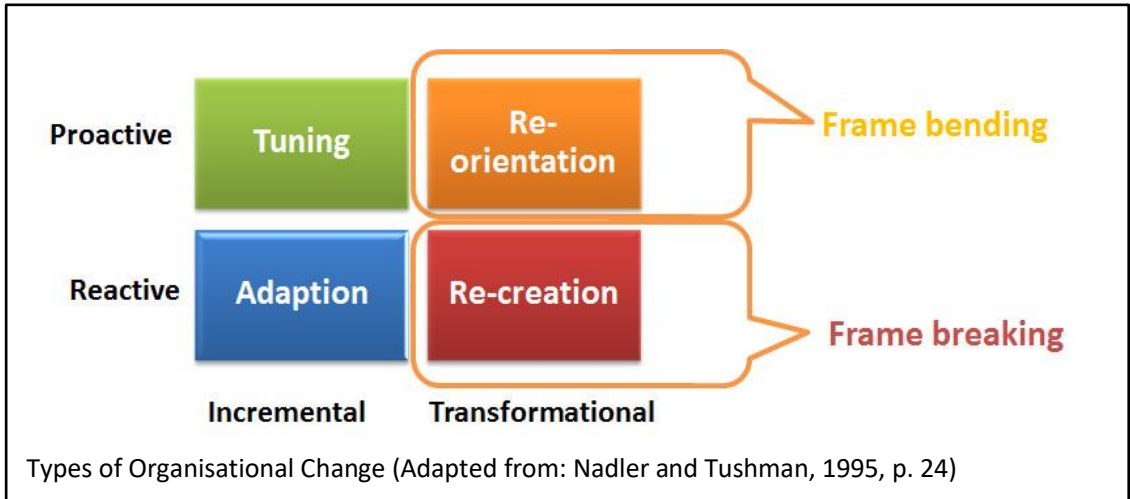 Proactive
Tuning
Re-
orientation
Frame bending
Reactive
Adaption
Re-creation
Frame breaking
Incremental
Transformational
Types of Organisational Change (Adapted from: Nadler and Tushman, 1995, p. 24)